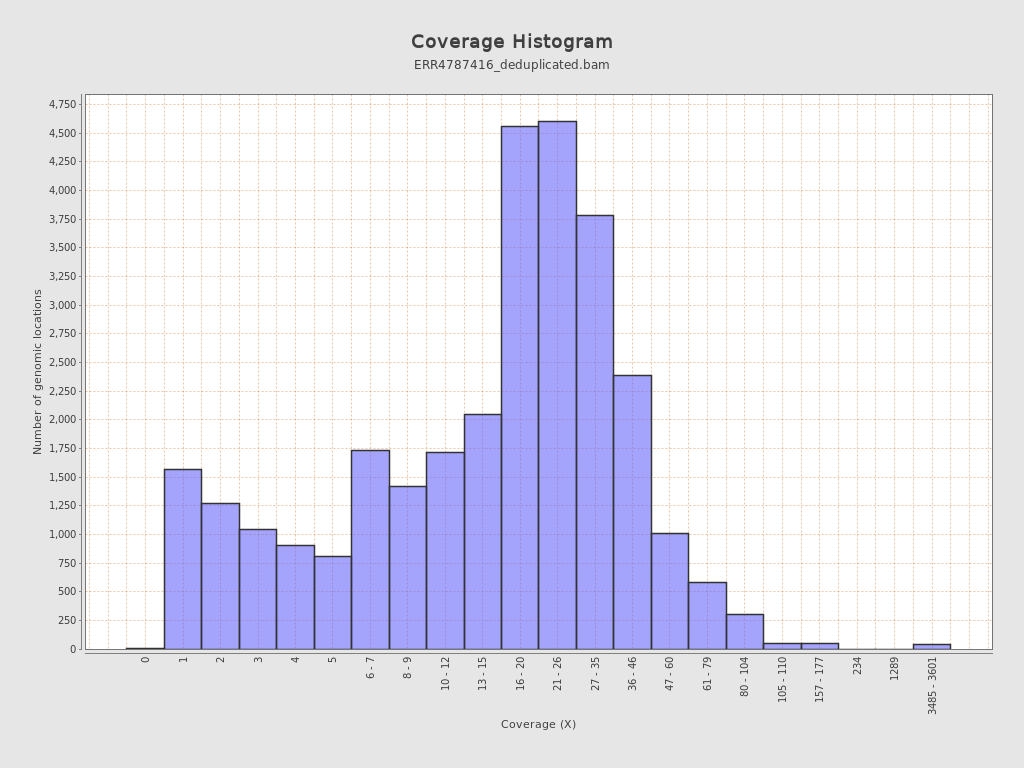 Coverage Histogram
ERR4787416_deduplicated.bam
4,750
4,500
4,250
4,000
3,750
3,500
3,250
3,000
2,750
2,500
2,250
2,000
1,750
1,500
1,250
1,000
750
500
250
0
Number of genomic locations
0
1
2
3
4
5
6 - 7
8 - 9
10 - 12
13 - 15
16 - 20
21 - 26
27 - 35
36 - 46
47 - 60
61 - 79
80 - 104
105 - 110
157 - 177
234
1289
3485 - 3601
Coverage (X)